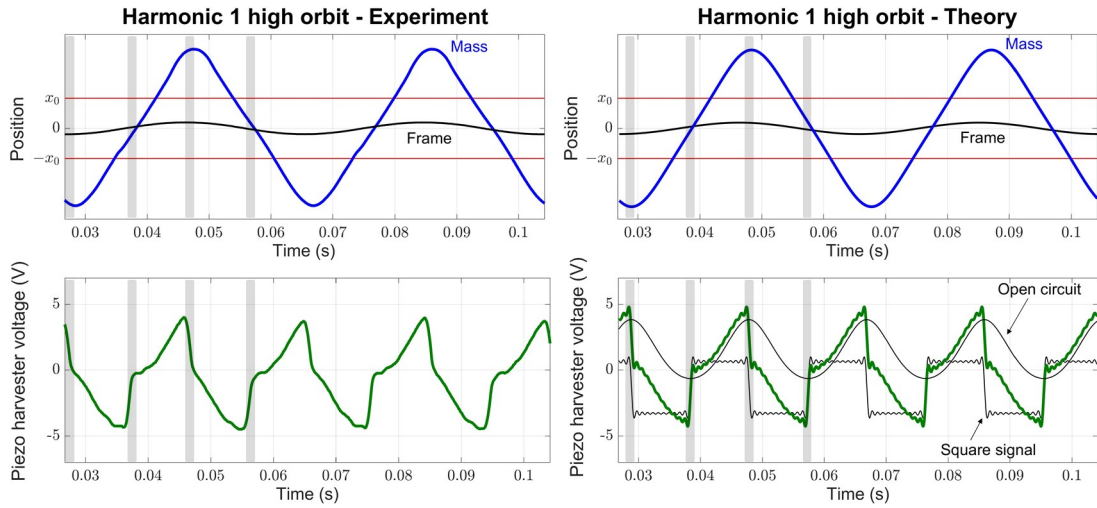 Harmonic 1 high orbit - Experiment
Position
x₀
0
−x₀
Mass
Frame
0.03 0.04 0.05 0.06 0.07 0.08 0.09 0.1
Time (s)
Harmonic 1 high orbit - Theory
Position
x₀
0
−x₀
Mass
Frame
0.03 0.04 0.05 0.06 0.07 0.08 0.09 0.1
Time (s)
Piezo harvester voltage (V)
5
0
-5
0.03 0.04 0.05 0.06 0.07 0.08 0.09 0.1
Time (s)
Piezo harvester voltage (V)
5
0
-5
Open circuit
Square signal
0.03 0.04 0.05 0.06 0.07 0.08 0.09 0.1
Time (s)